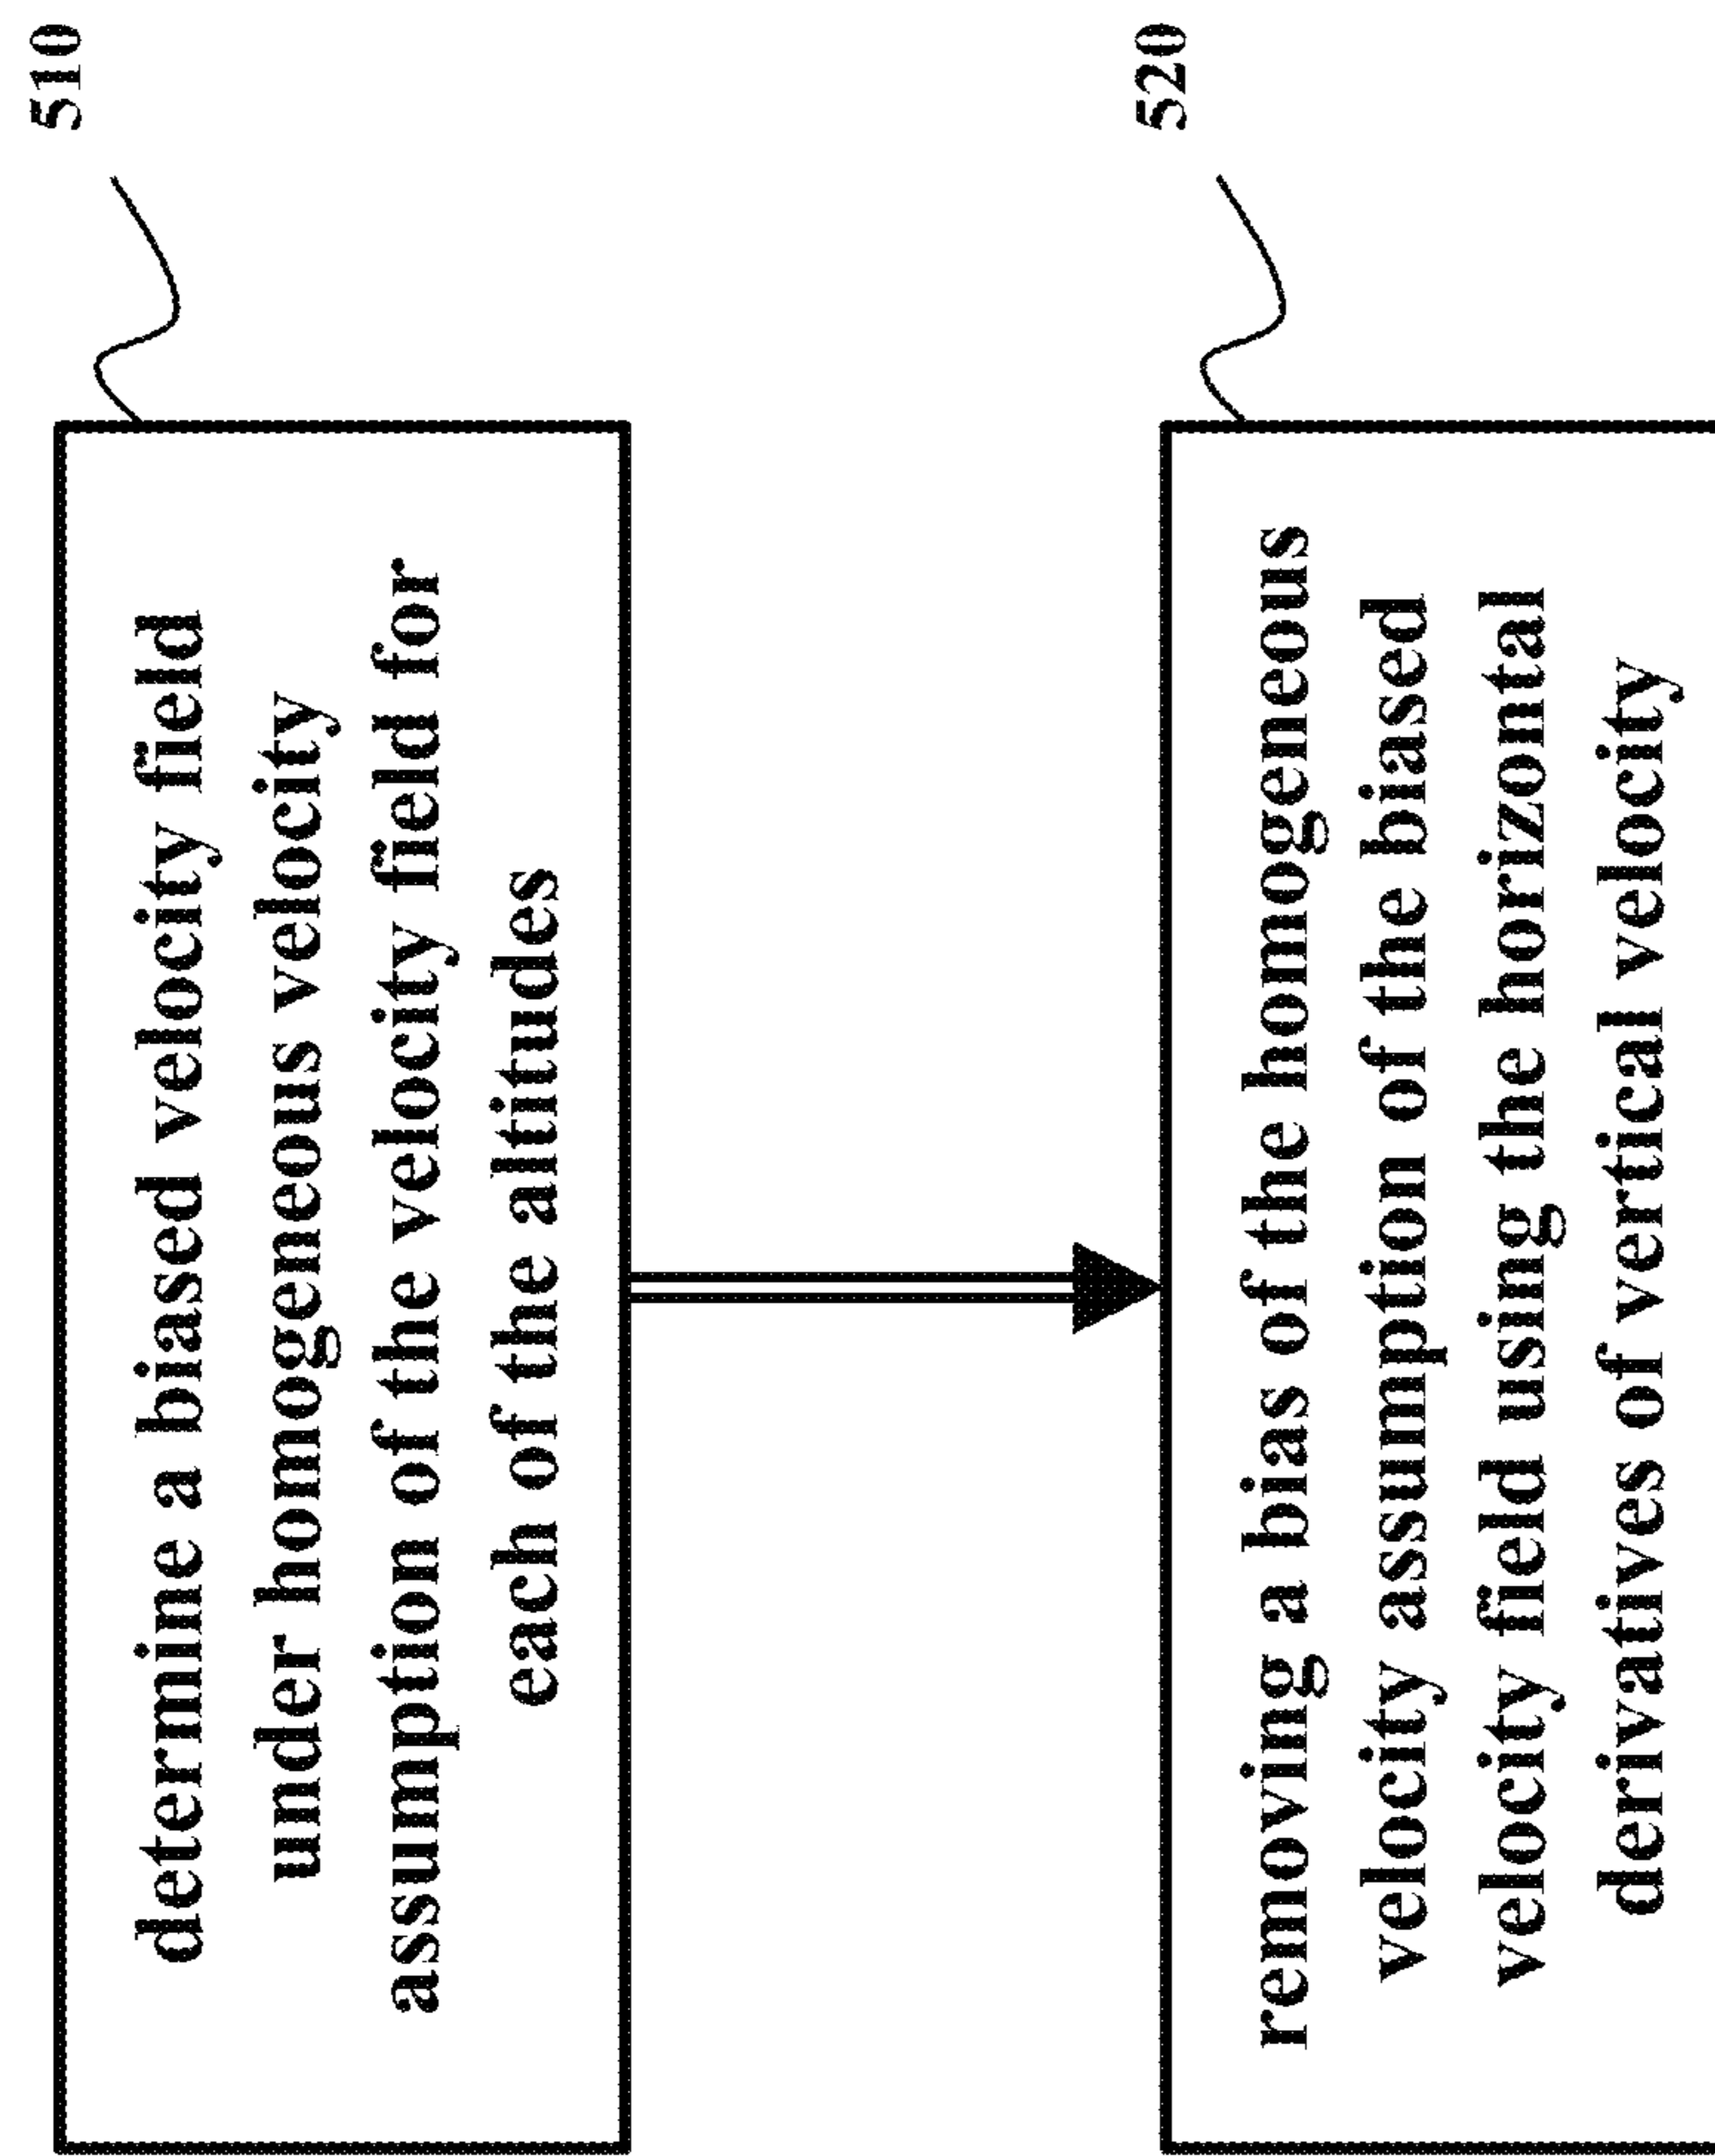 510
determine a biased velocity field
under homogeneous velocity
assumption of the velocity field for
each of the altitudes
520
removing a bias of the homogeneous
velocity assumption of the biased
velocity field using the horizontal
derivatives of vertical velocity